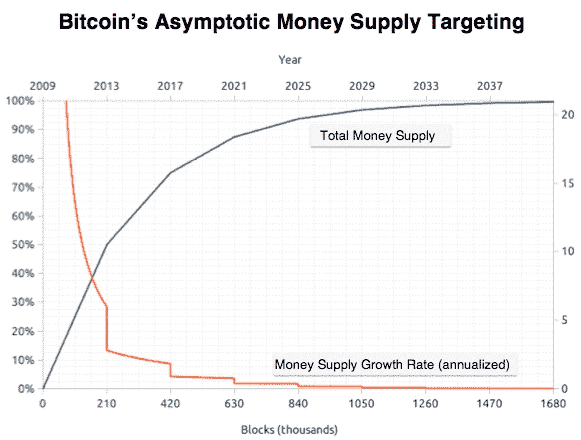 Bitcoin's Asymptotic Money Supply Targeting
Year
2009 2013 2017 2021 2025 2029 2033 2037
100%
90%
80%
70%
60%
50%
40%
30%
20%
10%
0%
20
15
10
5
0
Total Money Supply
Money Supply Growth Rate (annualized)
0 210 420 630 840 1050 1260 1470 1680
Blocks (thousands)